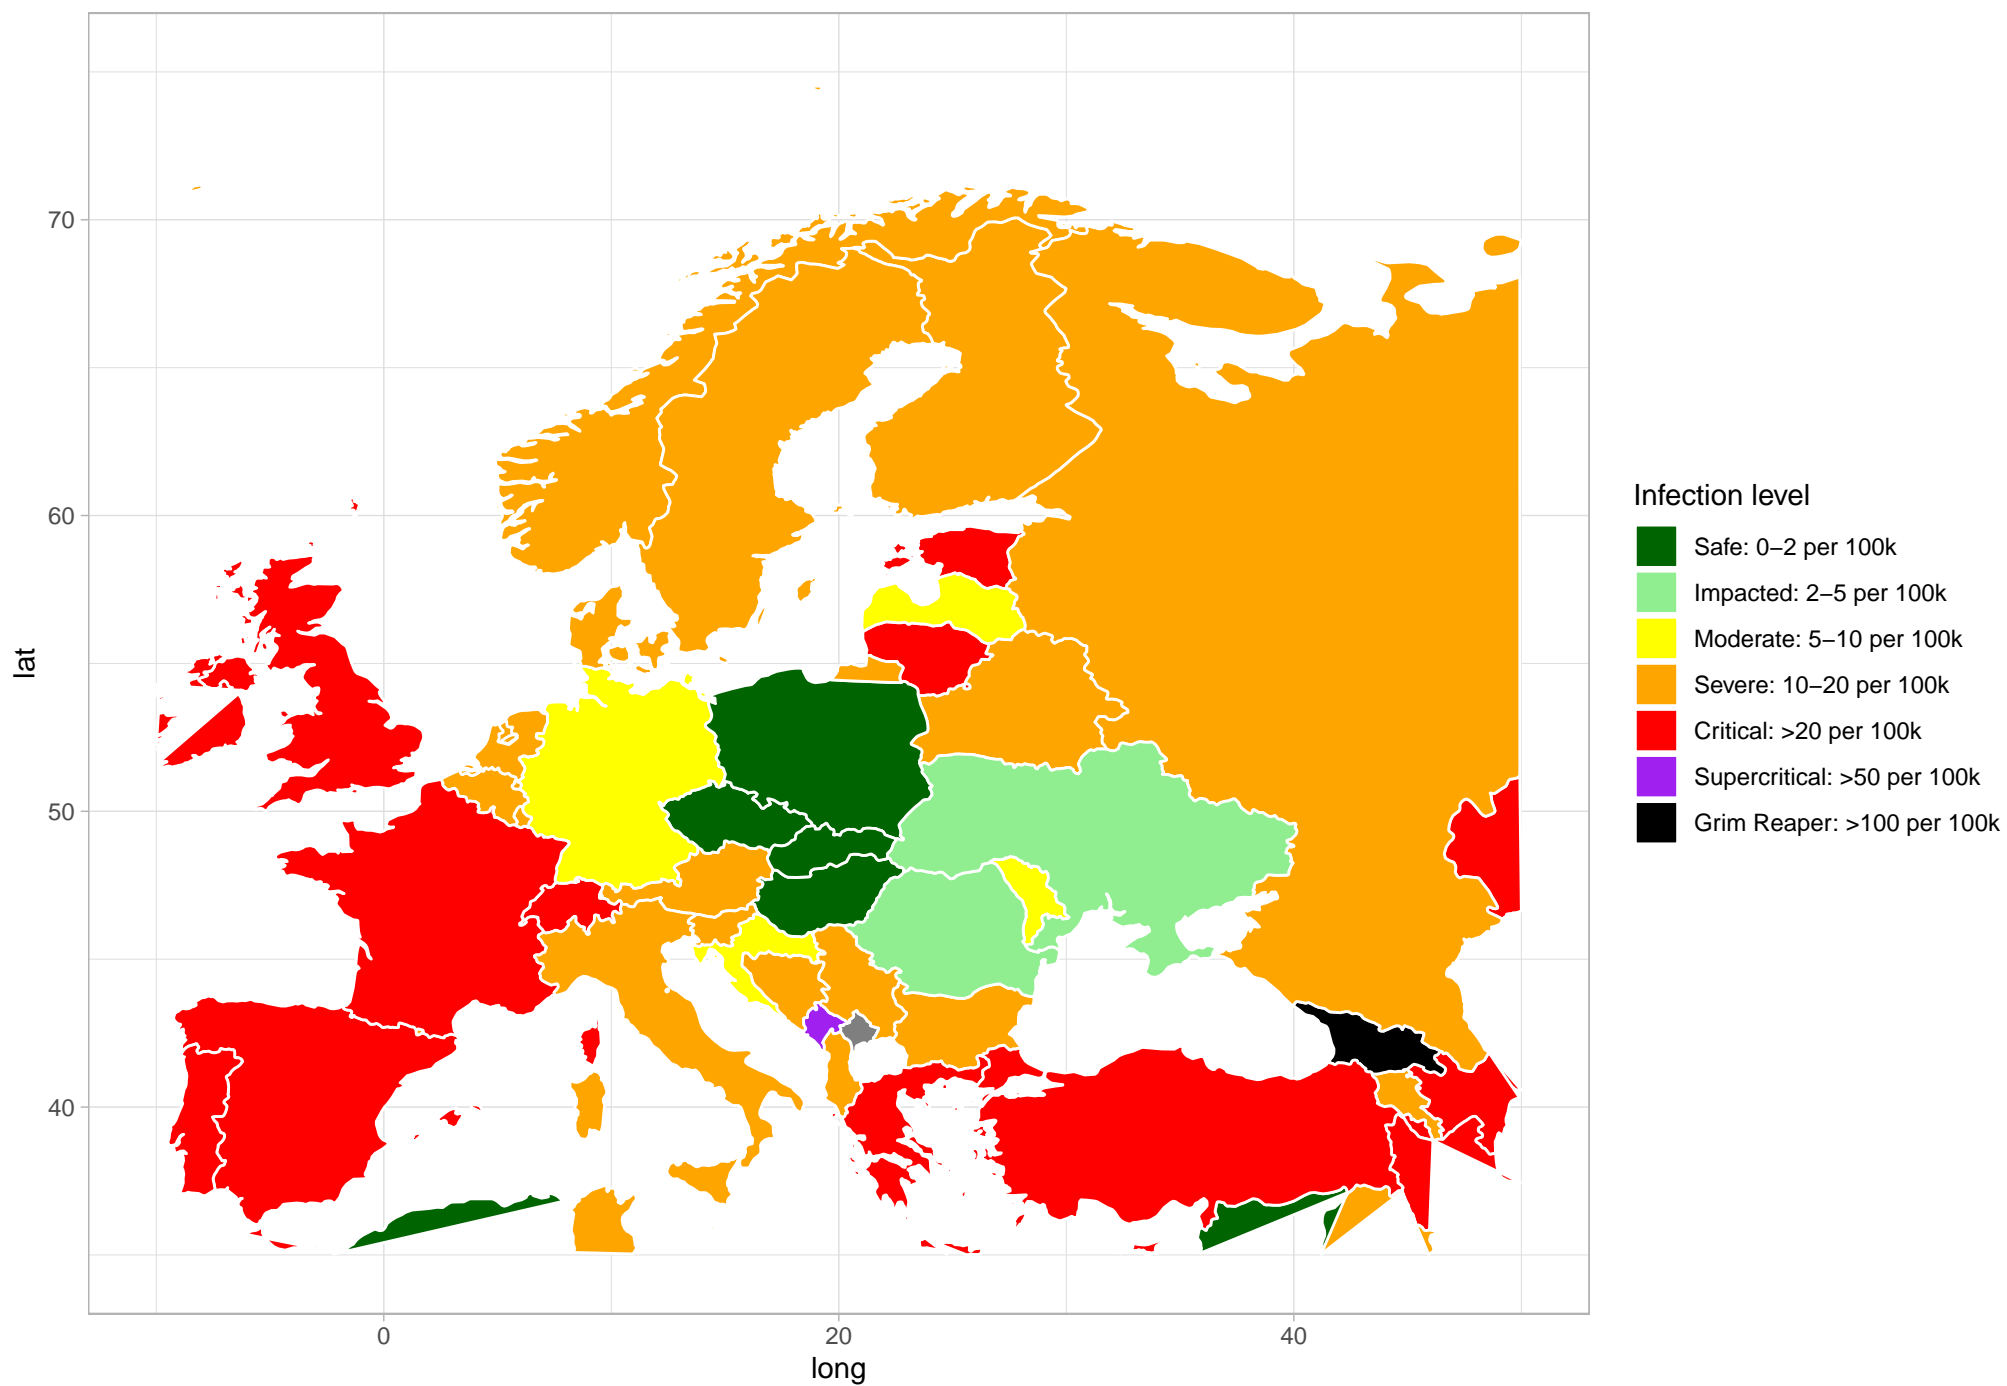 70
60
50
40
lat
0
20
40
long
Infection level
Safe: 0–2 per 100k
Impacted: 2–5 per 100k
Moderate: 5–10 per 100k
Severe: 10–20 per 100k
Critical: >20 per 100k
Supercritical: >50 per 100k
Grim Reaper: >100 per 100k